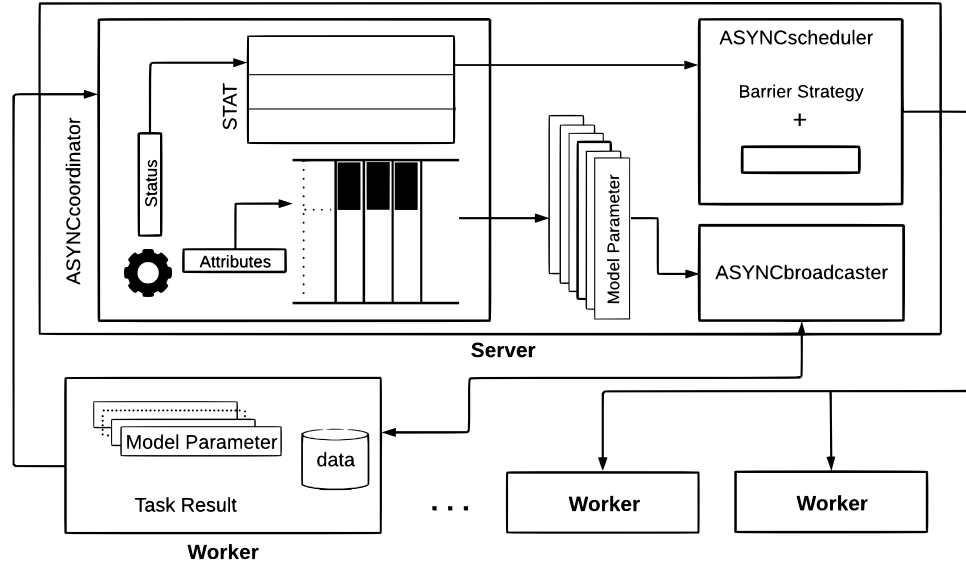 ASYNCcoordinator
Status
STAT
Attributes
Model Parameter
ASYNCscheduler
Barrier Strategy
+
ASYNCbroadcaster
Server
Model Parameter
data
Task Result
Worker
...
Worker
Worker